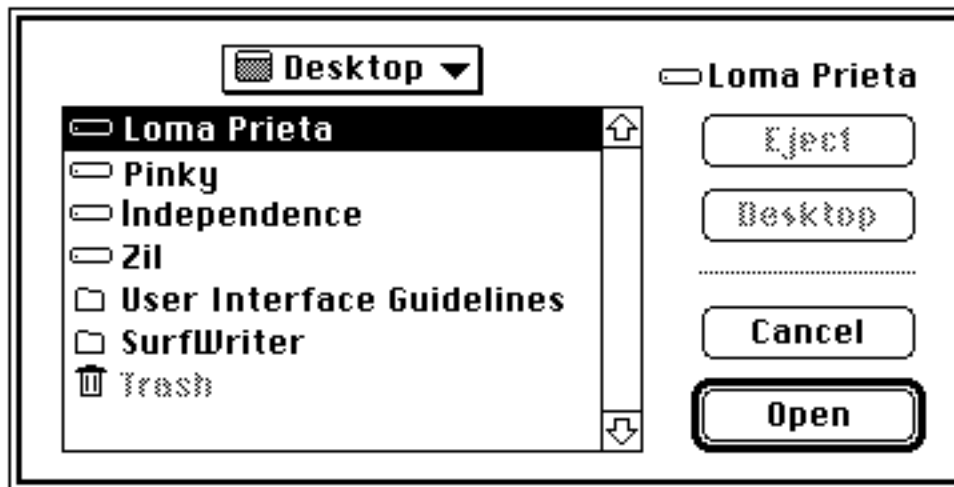 Desktop
Loma Prieta
Loma Prieta
Pinky
Independence
Zil
User Interface Guidelines
SurfWriter
Trash
Eject
Desktop
Cancel
Open